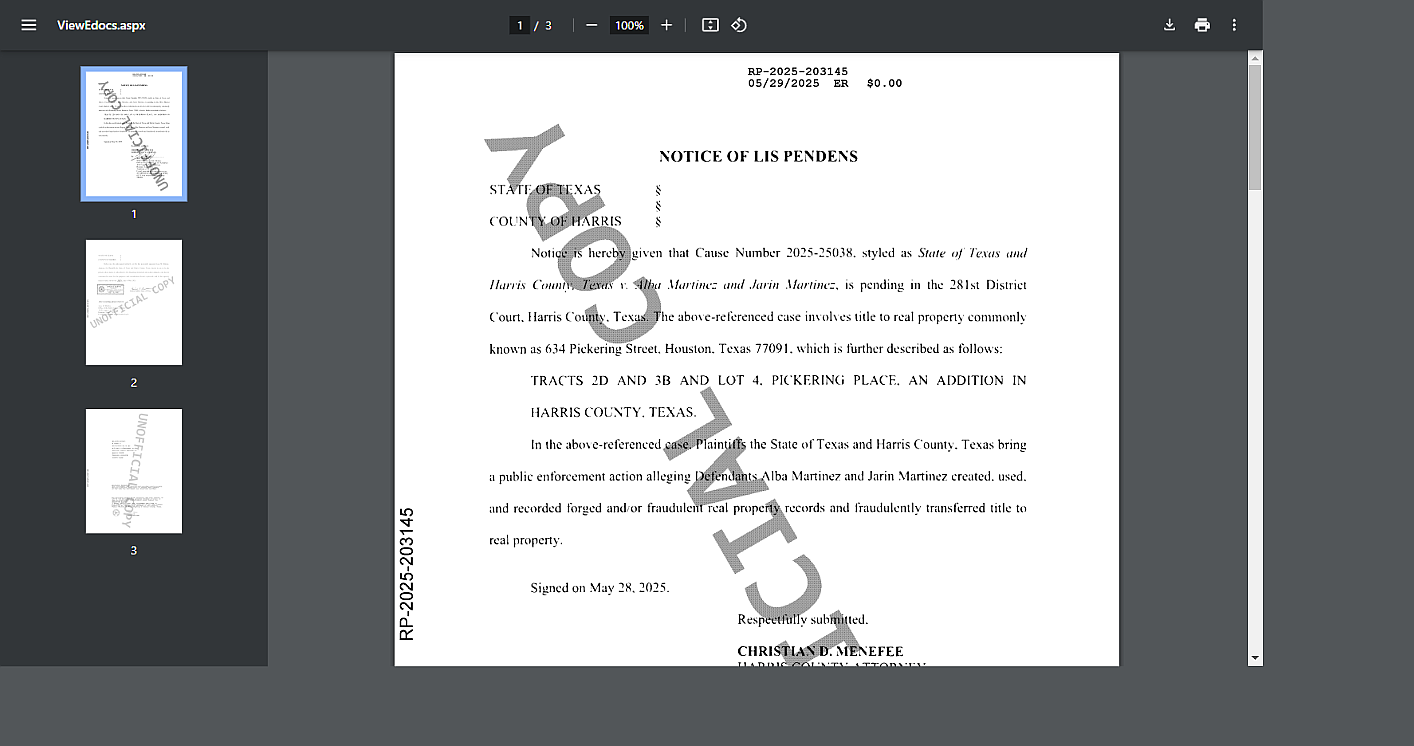 ViewEdocs.aspx
1 / 3
100%
1
2
3
RP-2025-203145
05/29/2025 ER $0.00
NOTICE OF LIS PENDENS
STATE OF TEXAS §
§
COUNTY OF HARRIS §
Notice is hereby given that Cause Number 2025-25038, styled as State of Texas and
Harris County, Texas v. Alba Martinez and Jarin Martinez, is pending in the 281st District
Court, Harris County, Texas. The above-referenced case involves title to real property commonly
known as 634 Pickering Street, Houston, Texas 77091, which is further described as follows:
TRACTS 2D AND 3B AND LOT 4, PICKERING PLACE, AN ADDITION IN
HARRIS COUNTY, TEXAS.
In the above-referenced case, Plaintiffs the State of Texas and Harris County, Texas bring
a public enforcement action alleging Defendants Alba Martinez and Jarin Martinez created, used,
and recorded forged and/or fraudulent real property records and fraudulently transferred title to
real property.
Signed on May 28, 2025.
Respectfully submitted,
CHRISTIAN D. MENEFEE
HARRIS COUNTY ATTORNEY
RP-2025-203145
ICIAL COPY
UNOFFICIAL COPY
UNOFFICIAL COPY
UNOFFICIAL COPY